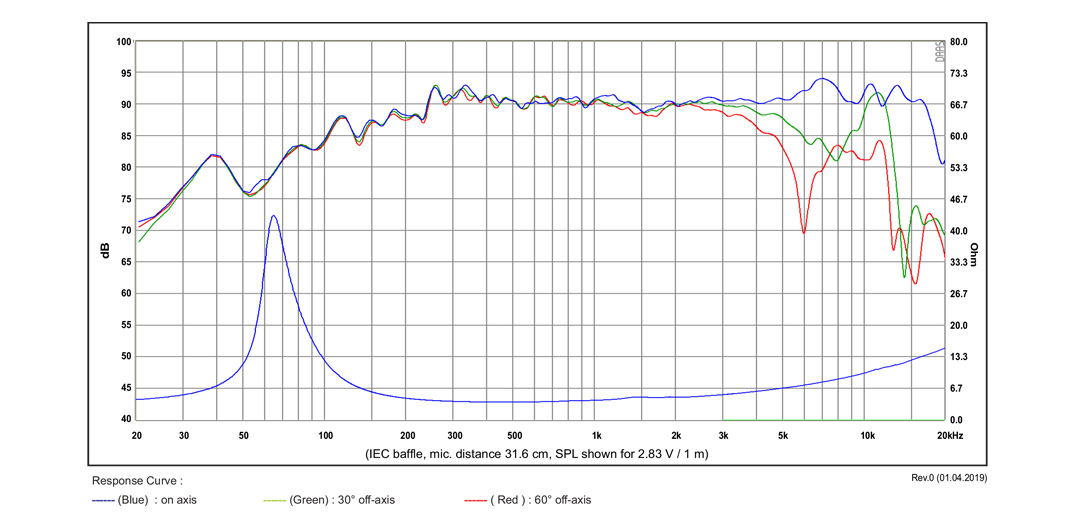 100 80.0
DAAS
95 73.3
90 66.7
85 60.0
80 53.3
75 46.7
70 40.0
dB Ohm
65 33.3
60 26.7
55 20.0
50 13.3
45 6.7
40 0.0
20 30 50 100 200 300 500 1k 2k 3k 5k 10k 20kHz
(IEC baffle, mic. distance 31.6 cm, SPL shown for 2.83 V / 1 m)
Response Curve :
Rev.0 (01.04.2019)
(Blue) : on axis (Green) : 30° off-axis ( Red ) : 60° off-axis